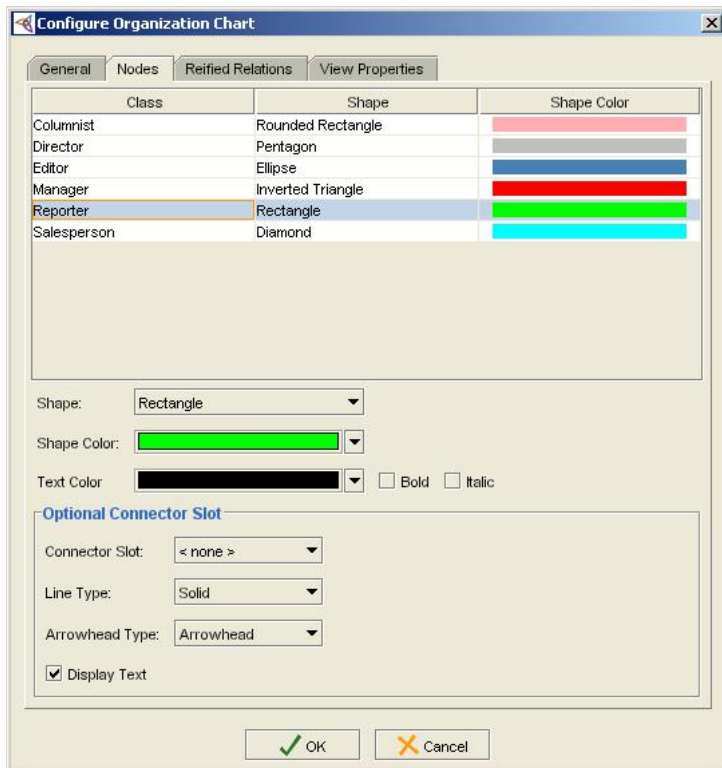 Configure Organization Chart
General Nodes Reified Relations View Properties
Class Shape Shape Color
Columnist Rounded Rectangle
Director Pentagon
Editor Ellipse
Manager Inverted Triangle
Reporter Rectangle
Salesperson Diamond
Shape: Rectangle
Shape Color:
Text Color Bold Italic
Optional Connector Slot
Connector Slot: < none >
Line Type: Solid
Arrowhead Type: Arrowhead
Display Text
OK Cancel